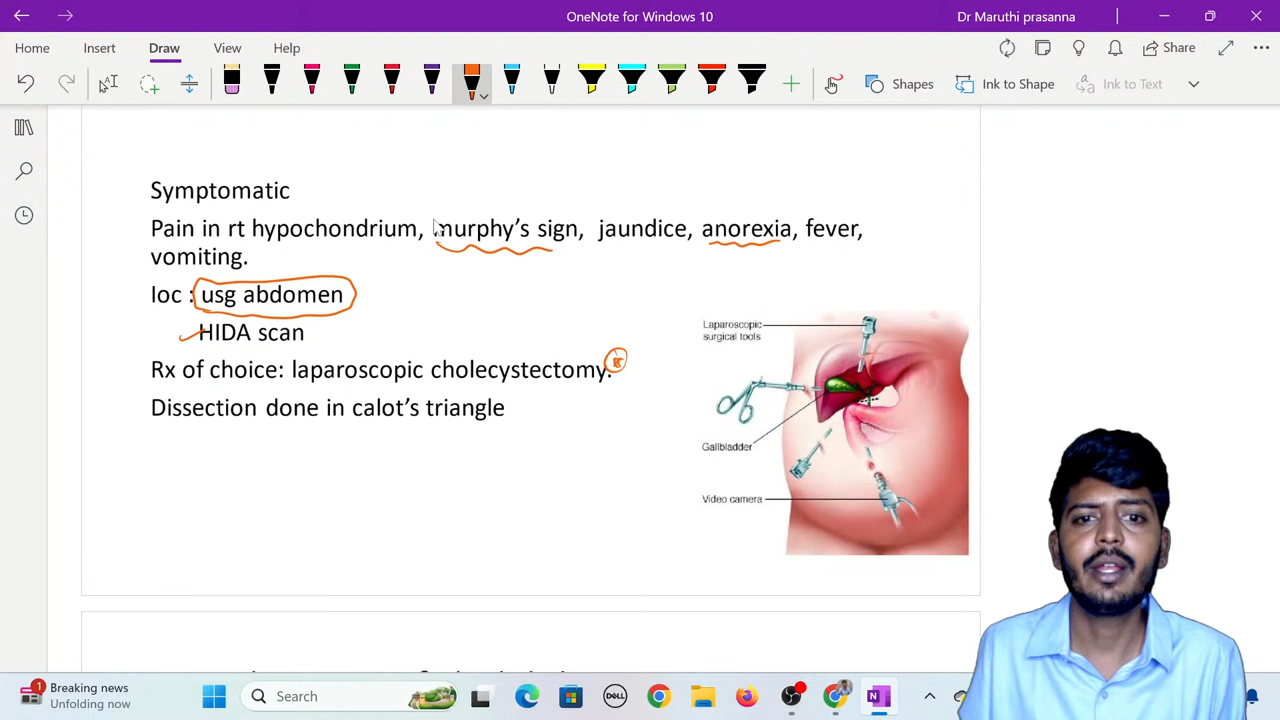 OneNote for Windows 10
Dr Maruthi prasanna
Home Insert Draw View Help
Share
Shapes
Ink to Shape
Ink to Text
Symptomatic
Pain in rt hypochondrium, murphy's sign, jaundice, anorexia, fever,
vomiting.
Ioc : usg abdomen
HIDA scan
Rx of choice: laparoscopic cholecystectomy.
Dissection done in calot's triangle
Laparoscopic
surgical tools
Gallbladder
Video camera
1
Breaking news
Unfolding now
Search
DELL